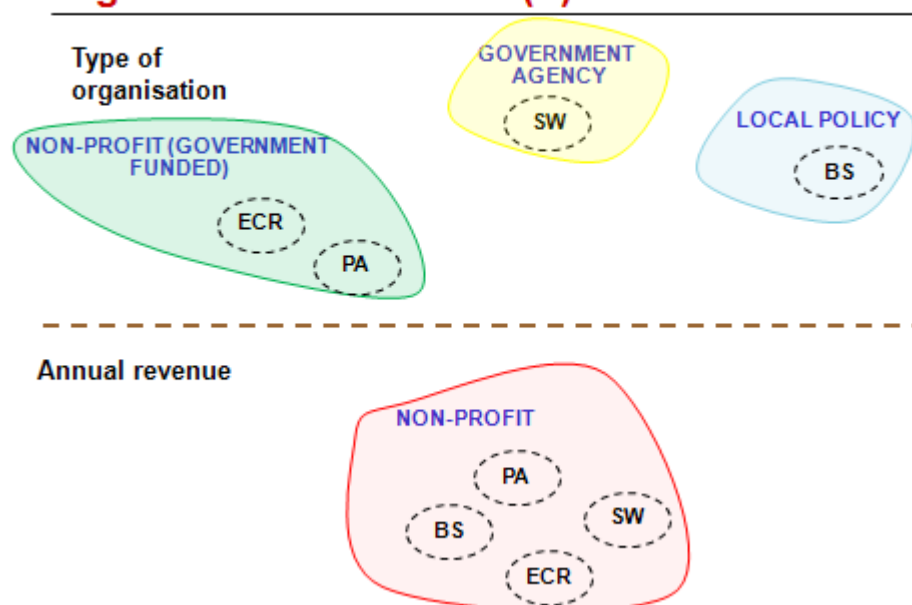 Type of
organisation
GOVERNMENT
AGENCY
SW
LOCAL POLICY
BS
NON-PROFIT (GOVERNMENT
FUNDED)
ECR
PA
Annual revenue
NON-PROFIT
PA
BS
SW
ECR